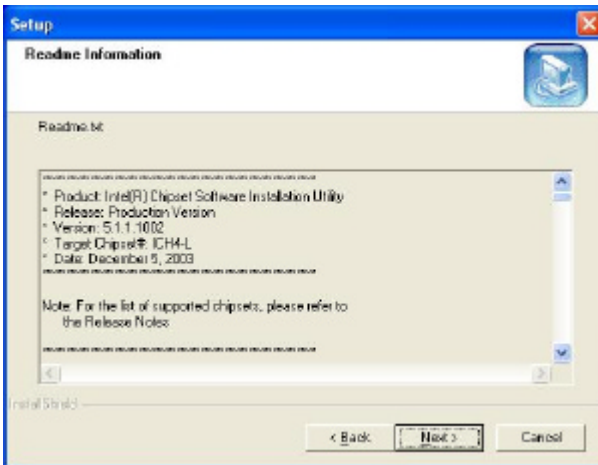 Setup
Readme Information
Readme.txt
* Product: Intel(R) Chipset Software Installation Utility
* Release: Production Version
* Version: 5.1.1.1002
* Target Chipset#: ICH4-L
* Date: December 5, 2003
Note: For the list of supported chipsets, please refer to
the Release Notes
InstallShield
< Back
Next >
Cancel